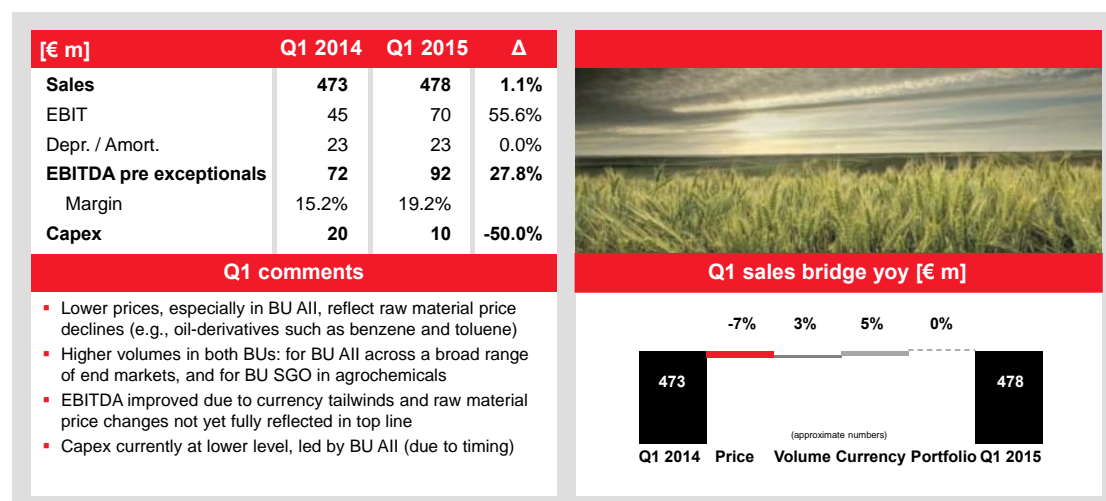 [€ m] Q1 2014 Q1 2015 Δ
Sales 473 478 1.1%
EBIT 45 70 55.6%
Depr. / Amort. 23 23 0.0%
EBITDA pre exceptionals 72 92 27.8%
Margin 15.2% 19.2%
Capex 20 10 -50.0%
Q1 comments
▪ Lower prices, especially in BU AII, reflect raw material price
declines (e.g., oil-derivatives such as benzene and toluene)
▪ Higher volumes in both BUs: for BU AII across a broad range
of end markets, and for BU SGO in agrochemicals
▪ EBITDA improved due to currency tailwinds and raw material
price changes not yet fully reflected in top line
▪ Capex currently at lower level, led by BU AII (due to timing)
Q1 sales bridge yoy [€ m]
-7% 3% 5% 0%
473 478
(approximate numbers)
Q1 2014 Price Volume Currency Portfolio Q1 2015